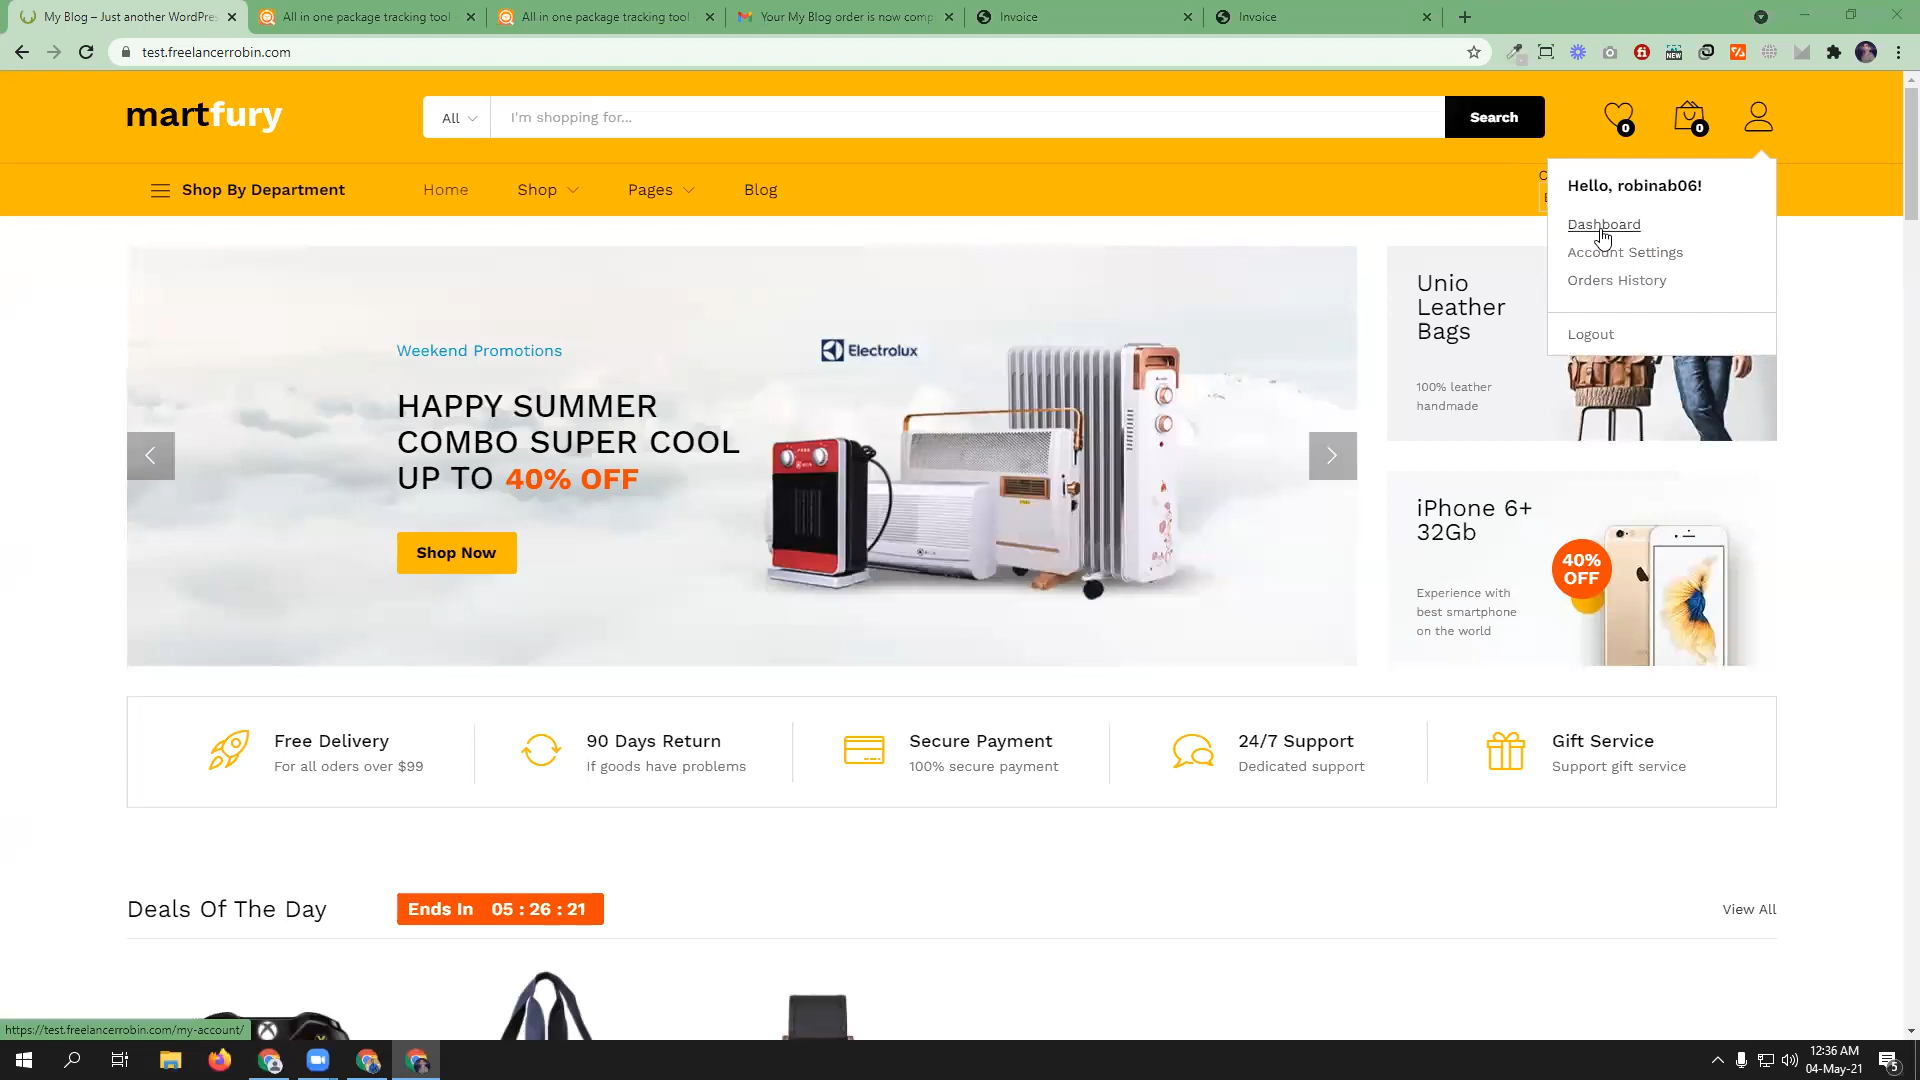 My Blog – Just another WordPres
All in one package tracking tool
All in one package tracking tool
Your My Blog order is now comp
Invoice
Invoice
test.freelancerrobin.com
NEW
martfury
All
I'm shopping for...
Search
0
0
Shop By Department
Home
Shop
Pages
Blog
Hello, robinab06!
Dashboard
Account Settings
Orders History
Logout
Weekend Promotions
HAPPY SUMMER
COMBO SUPER COOL
UP TO 40% OFF
Shop Now
Electrolux
Unio
Leather
Bags
100% leather
handmade
iPhone 6+
32Gb
40%
OFF
Experience with
best smartphone
on the world
Free Delivery
For all oders over $99
90 Days Return
If goods have problems
Secure Payment
100% secure payment
24/7 Support
Dedicated support
Gift Service
Support gift service
Deals Of The Day
Ends In 05 : 26 : 21
View All
https://test.freelancerrobin.com/my-account/
12:36 AM
04-May-21
5